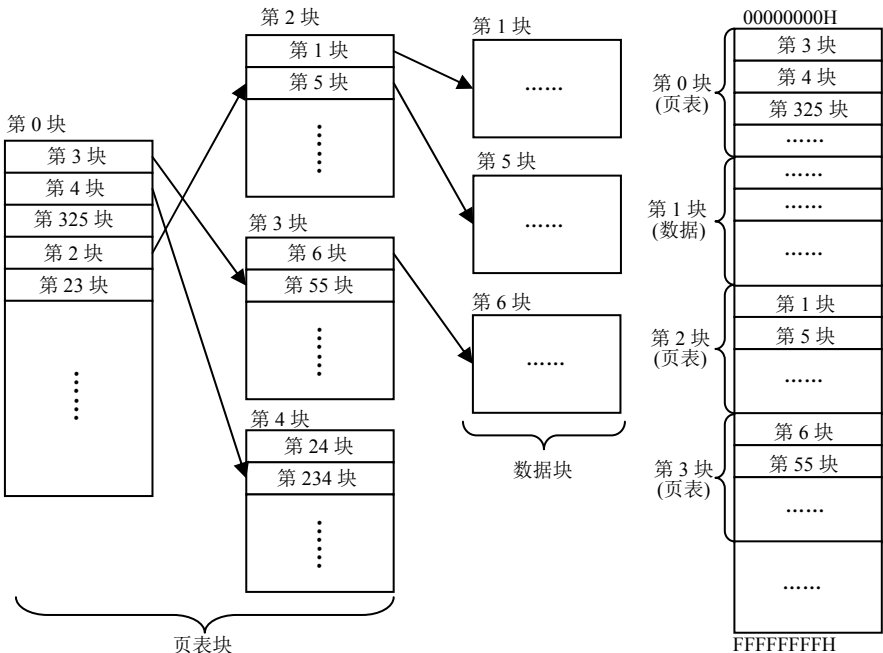 第 0 块
第 3 块
第 4 块
第 325 块
第 2 块
第 23 块
……
第 2 块
第 1 块
第 5 块
……
第 3 块
第 6 块
第 55 块
……
第 4 块
第 24 块
第 234 块
……
页表块
第 1 块
……
第 5 块
……
第 6 块
……
数据块
00000000H
第 0 块
(页表)
第 3 块
第 4 块
第 325 块
……
第 1 块
(数据)
……
……
……
第 2 块
(页表)
第 1 块
第 5 块
……
第 3 块
(页表)
第 6 块
第 55 块
……
……
FFFFFFFFH